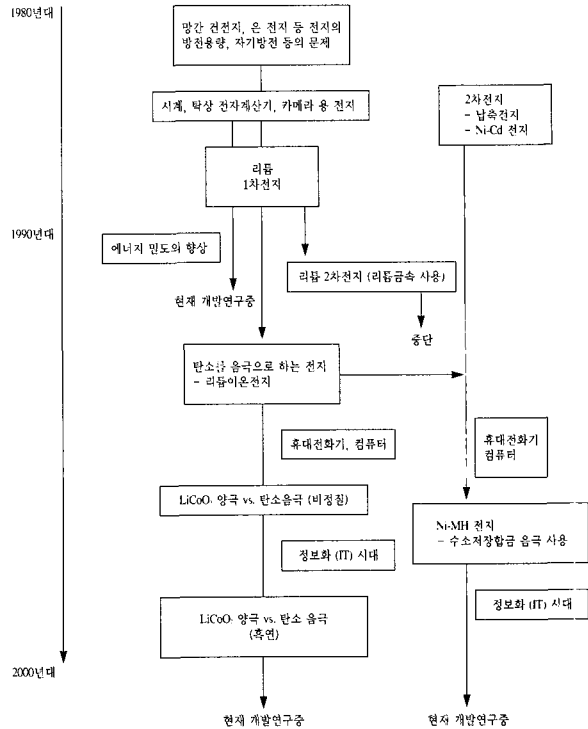 1980년대
망간 건전지, 은 전지 등 전지의
방전용량, 자기방전 등의 문제
시계, 탁상 전자계산기, 카메라 용 전지
2차전지
- 납축전지
- Ni-Cd 전지
리튬
1차전지
1990년대
에너지 밀도의 향상
리튬 2차전지 (리튬금속 사용)
현재 개발연구중
중단
탄소를 음극으로 하는 전지
- 리튬이온전지
휴대전화기, 컴퓨터
휴대전화기
컴퓨터
LiCoO₂ 양극 vs. 탄소음극 (비정질)
Ni-MH 전지
- 수소저장합금 음극 사용
정보화 (IT) 시대
정보화 (IT) 시대
LiCoO₂ 양극 vs. 탄소 음극
(흑연)
2000년대
현재 개발연구중
현재 개발연구중